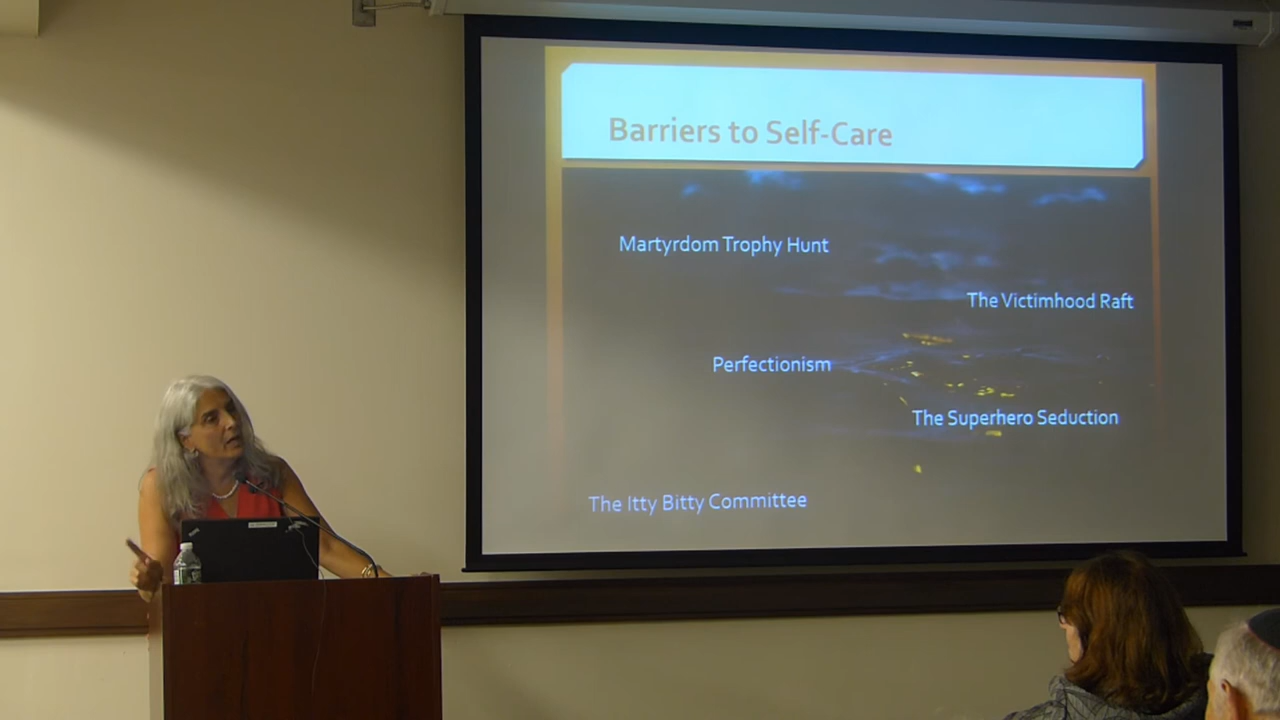 Barriers to Self-Care
Martyrdom Trophy Hunt
The Victimhood Raft
Perfectionism
The Superhero Seduction
The Itty Bitty Committee